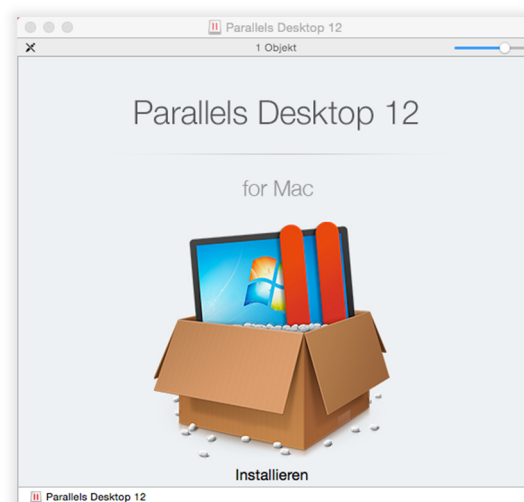 Parallels Desktop 12
1 Objekt
Parallels Desktop 12
for Mac
Installieren
Parallels Desktop 12